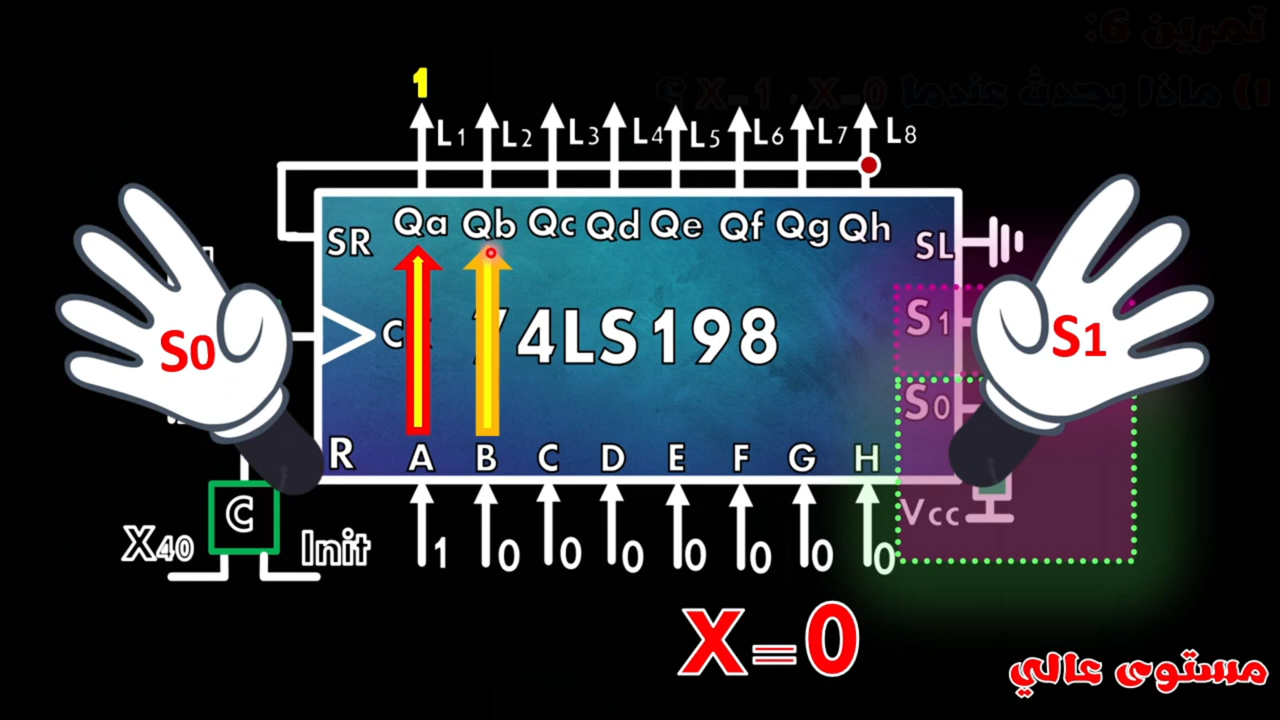 تمرين 6:
1) ماذا يحدث عندما X=0 ، X=1 ؟
1
L1 L2 L3 L4 L5 L6 L7 L8
Qa Qb Qc Qd Qe Qf Qg Qh
SR SL
S0 S1
74LS198
S1
S0
R A B C D E F G H
Vcc
C
X40 Init
1 0 0 0 0 0 0 0
X=0
مستوى عالي